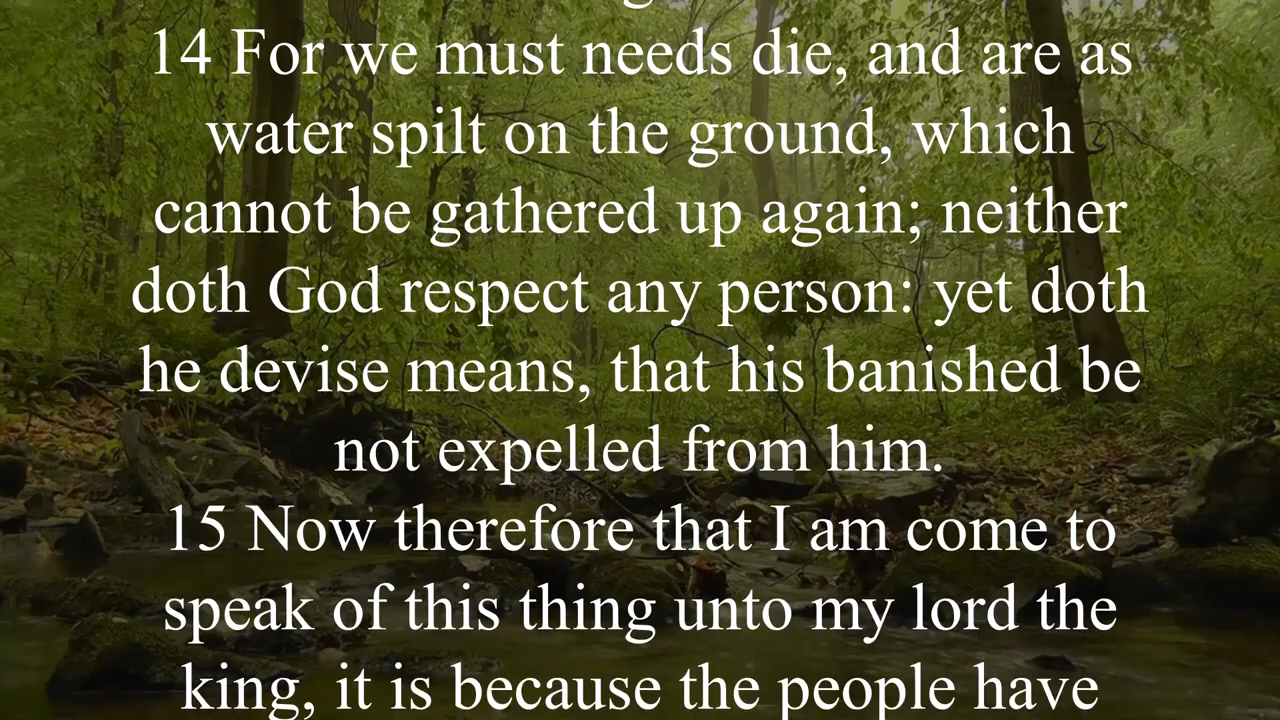 14 For we must needs die, and are as
water spilt on the ground, which
cannot be gathered up again; neither
doth God respect any person: yet doth
he devise means, that his banished be
not expelled from him.
15 Now therefore that I am come to
speak of this thing unto my lord the
king, it is because the people have